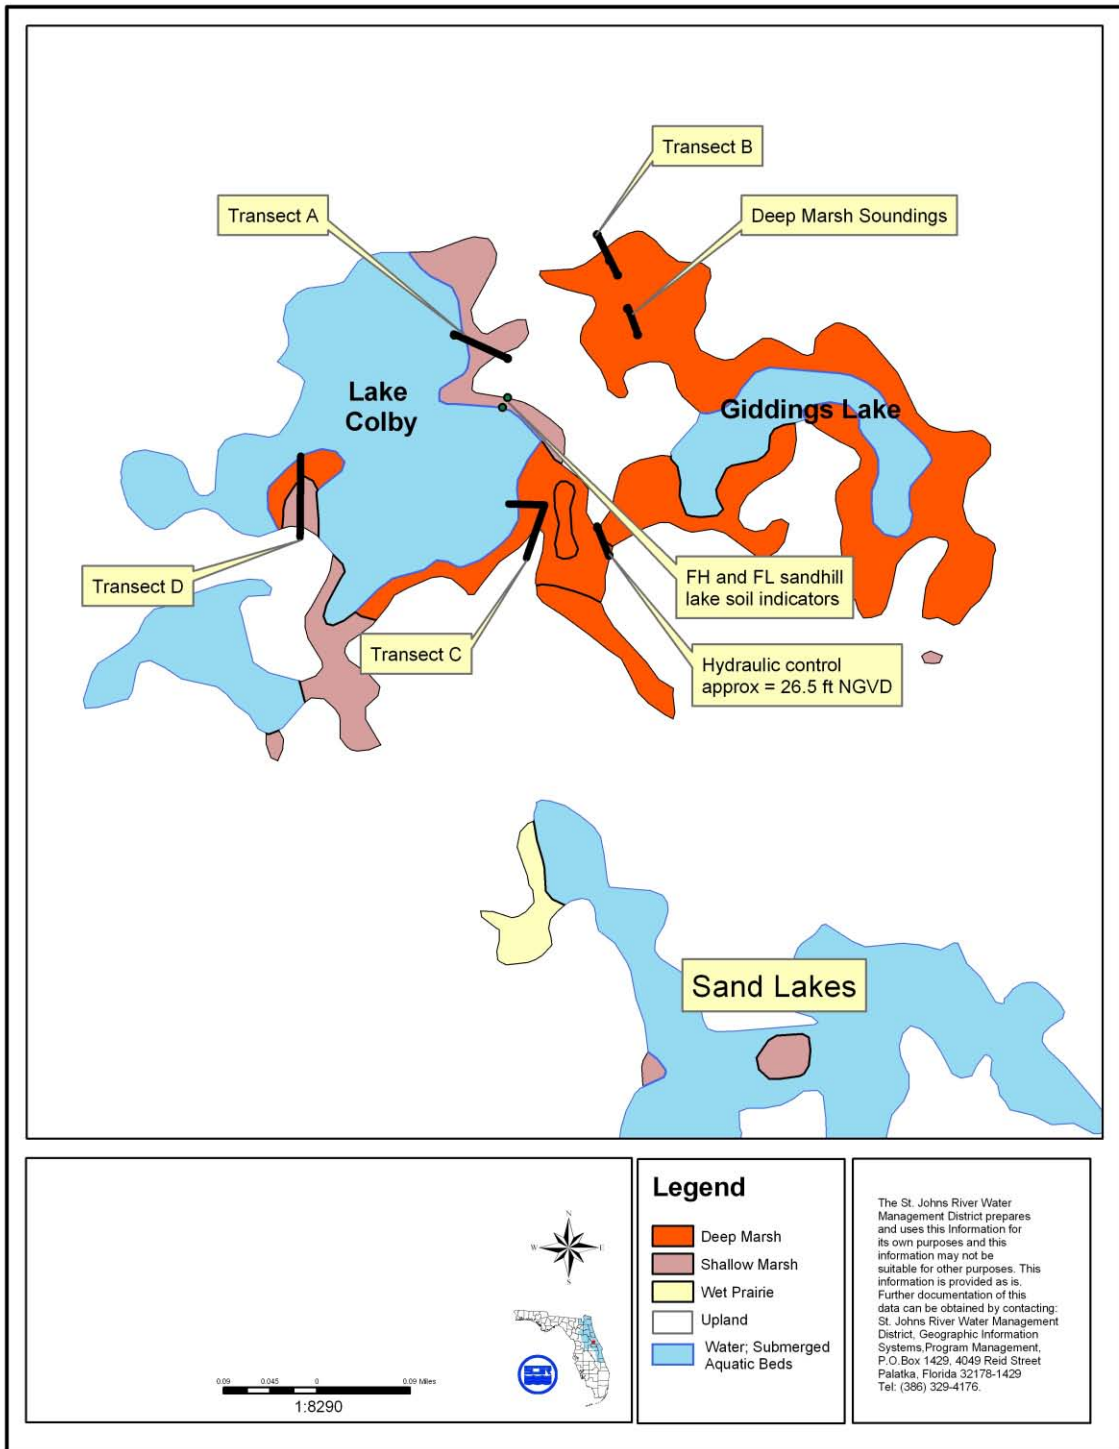 Transect B
Transect A
Deep Marsh Soundings
Lake
Colby
Giddings Lake
Transect D
FH and FL sandhill
lake soil indicators
Transect C
Hydraulic control
approx = 26.5 ft NGVD
Sand Lakes
N
W
E
S
0.09
0.045
0
0.09 Miles
1:8290
Legend
Deep Marsh
Shallow Marsh
Wet Prairie
Upland
Water; Submerged
Aquatic Beds
The St. Johns River Water
Management District prepares
and uses this Information for
its own purposes and this
information may not be
suitable for other purposes. This
information is provided as is.
Further documentation of this
data can be obtained by contacting:
St. Johns River Water Management
District, Geographic Information
Systems,Program Management,
P.O.Box 1429, 4049 Reid Street
Palatka, Florida 32178-1429
Tel: (386) 329-4176.